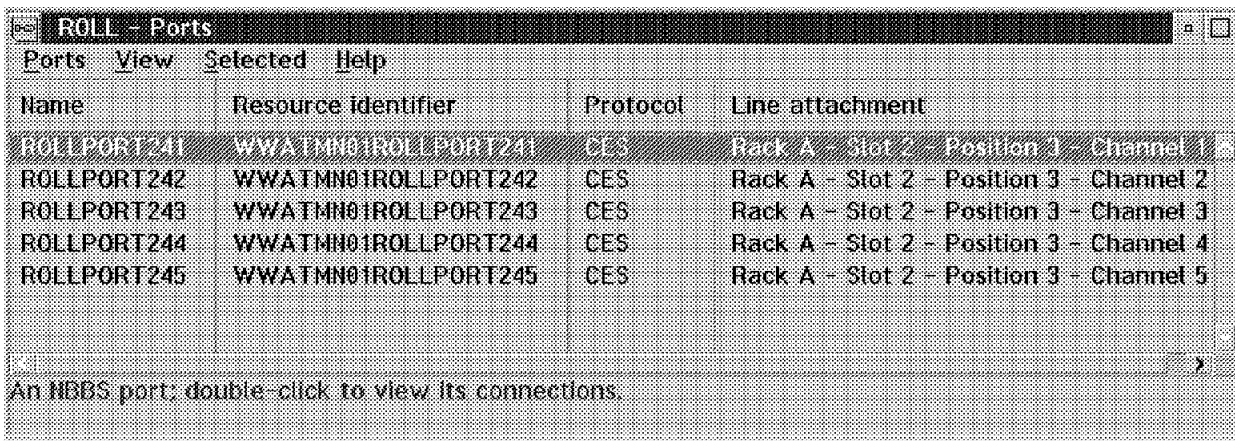 ROLL - Ports
Ports View Selected Help
Name Resource identifier Protocol Line attachment
ROLLPORT241 WWATMN01ROLLPORT241 CES Rack A - Slot 2 - Position 3 - Channel 1
ROLLPORT242 WWATMN01ROLLPORT242 CES Rack A - Slot 2 - Position 3 - Channel 2
ROLLPORT243 WWATMN01ROLLPORT243 CES Rack A - Slot 2 - Position 3 - Channel 3
ROLLPORT244 WWATMN01ROLLPORT244 CES Rack A - Slot 2 - Position 3 - Channel 4
ROLLPORT245 WWATMN01ROLLPORT245 CES Rack A - Slot 2 - Position 3 - Channel 5
An NBBS port; double-click to view its connections.